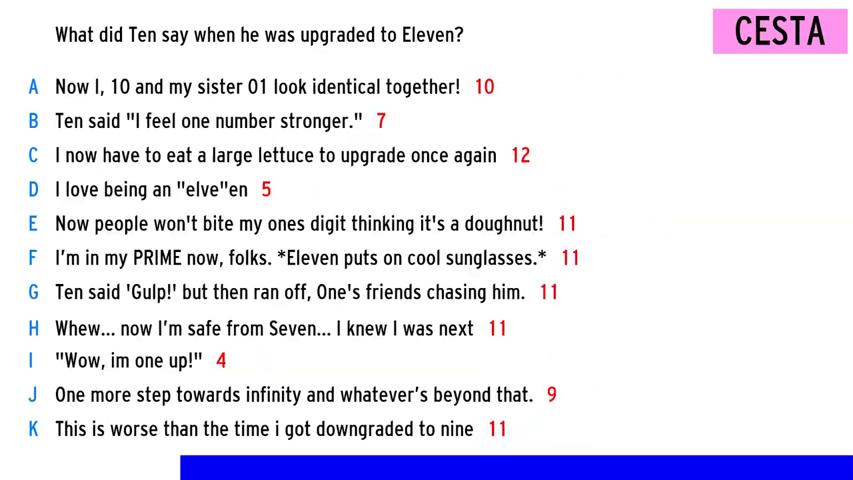 What did Ten say when he was upgraded to Eleven?
CESTA
A Now I, 10 and my sister 01 look identical together! 10
B Ten said "I feel one number stronger." 7
C I now have to eat a large lettuce to upgrade once again 12
D I love being an "elve"en 5
E Now people won't bite my ones digit thinking it's a doughnut! 11
F I’m in my PRIME now, folks. *Eleven puts on cool sunglasses.* 11
G Ten said 'Gulp!' but then ran off, One's friends chasing him. 11
H Whew... now I’m safe from Seven... I knew I was next 11
I "Wow, im one up!" 4
J One more step towards infinity and whatever’s beyond that. 9
K This is worse than the time i got downgraded to nine 11